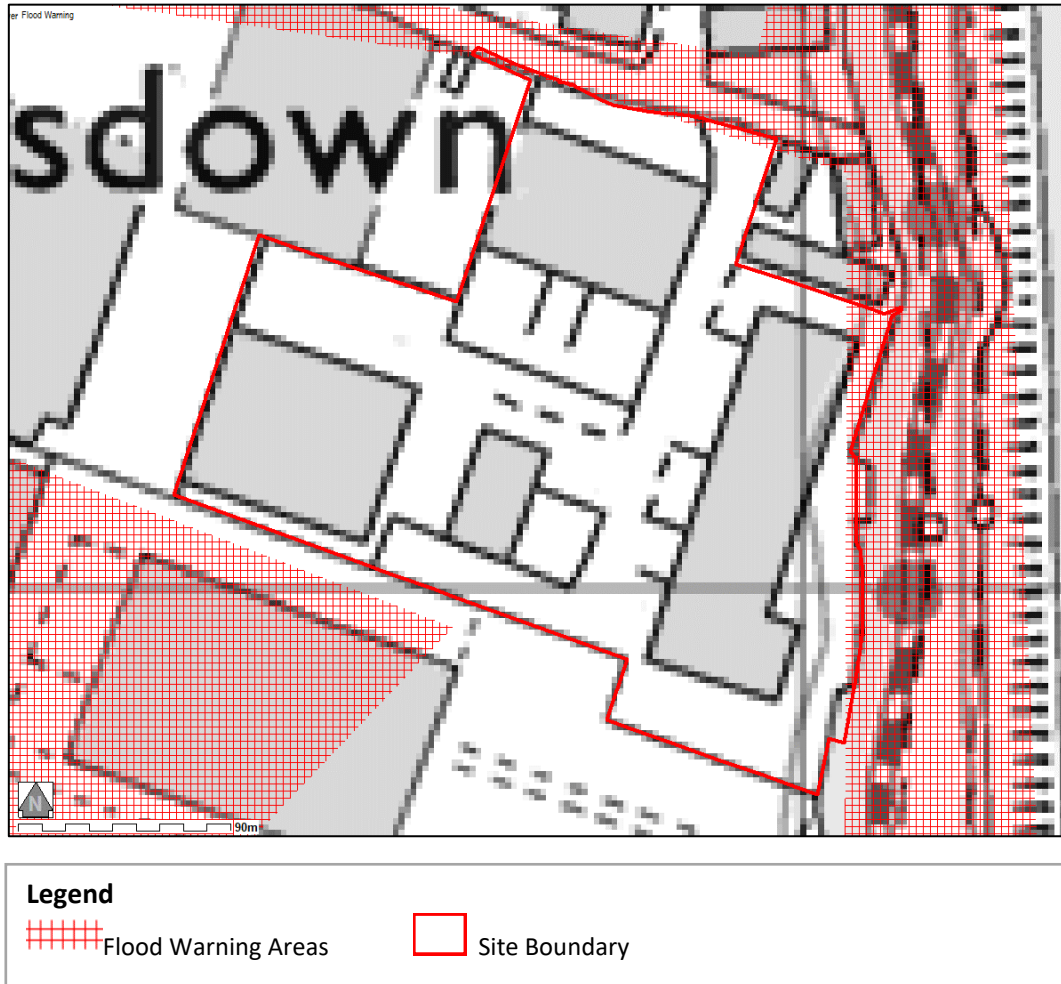 er Flood Warning
sdown
N
90m
Legend
Flood Warning Areas
Site Boundary